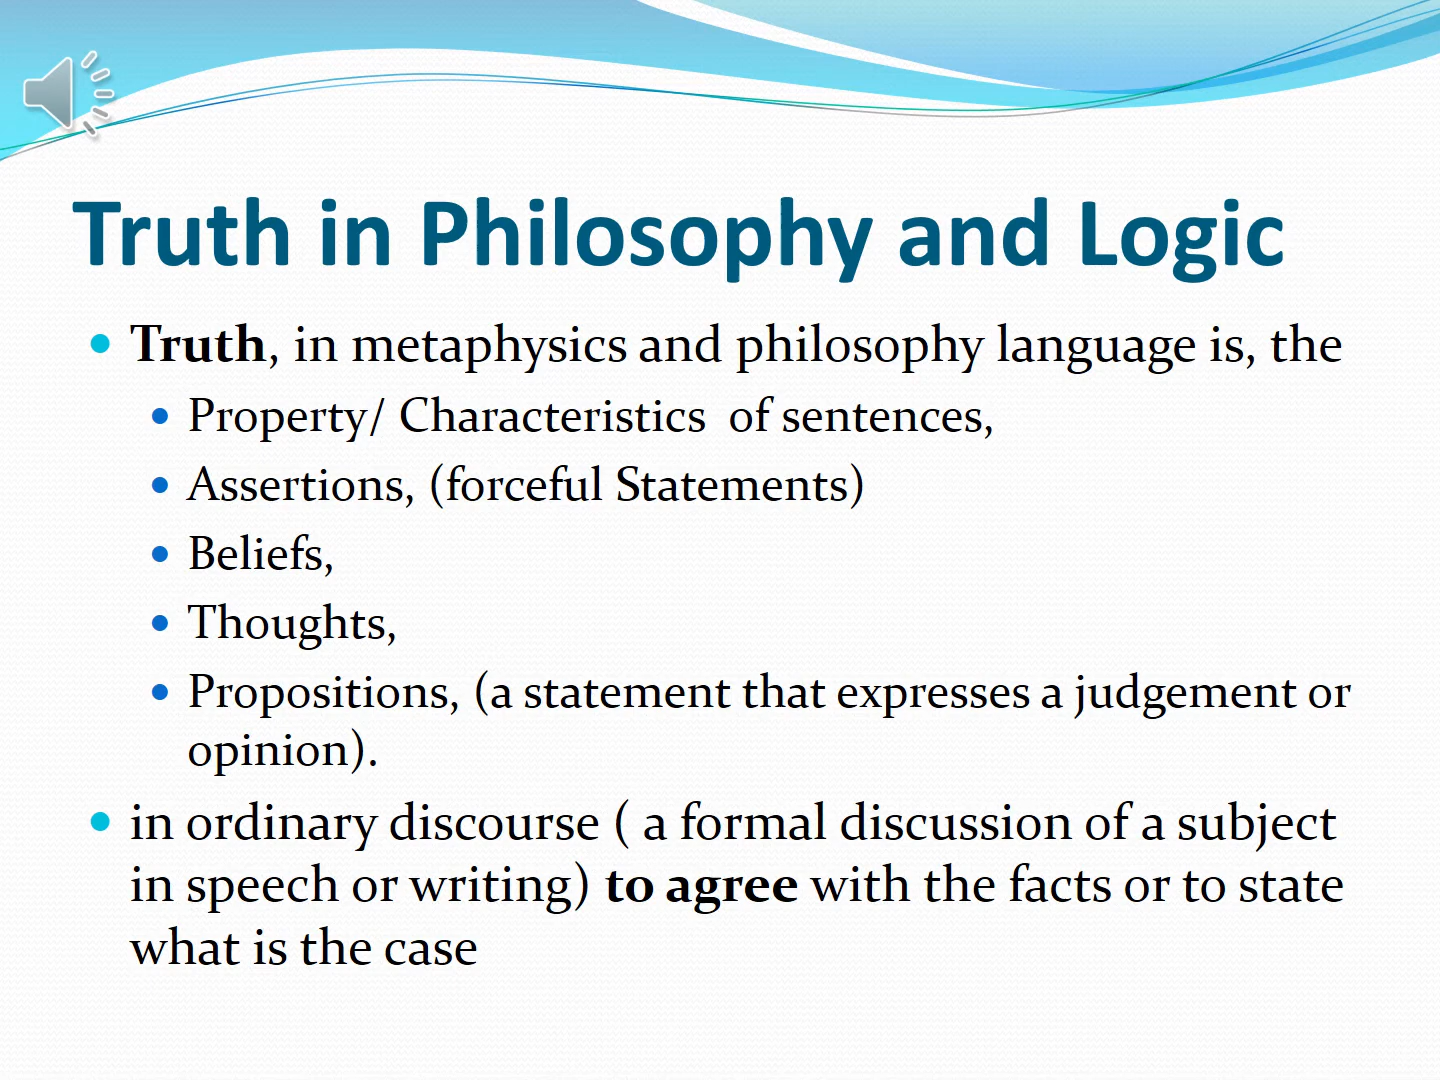 Truth in Philosophy and Logic
Truth, in metaphysics and philosophy language is, the
Property/ Characteristics of sentences,
Assertions, (forceful Statements)
Beliefs,
Thoughts,
Propositions, (a statement that expresses a judgement or
opinion).
in ordinary discourse ( a formal discussion of a subject
in speech or writing) to agree with the facts or to state
what is the case